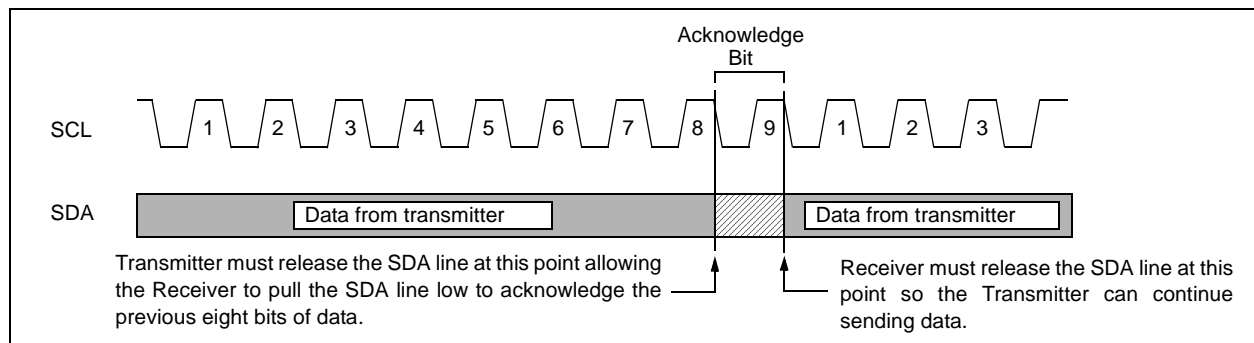 Acknowledge
Bit
SCL 1 2 3 4 5 6 7 8 9 1 2 3
SDA Data from transmitter Data from transmitter
Transmitter must release the SDA line at this point allowing
the Receiver to pull the SDA line low to acknowledge the
previous eight bits of data.
Receiver must release the SDA line at this
point so the Transmitter can continue
sending data.